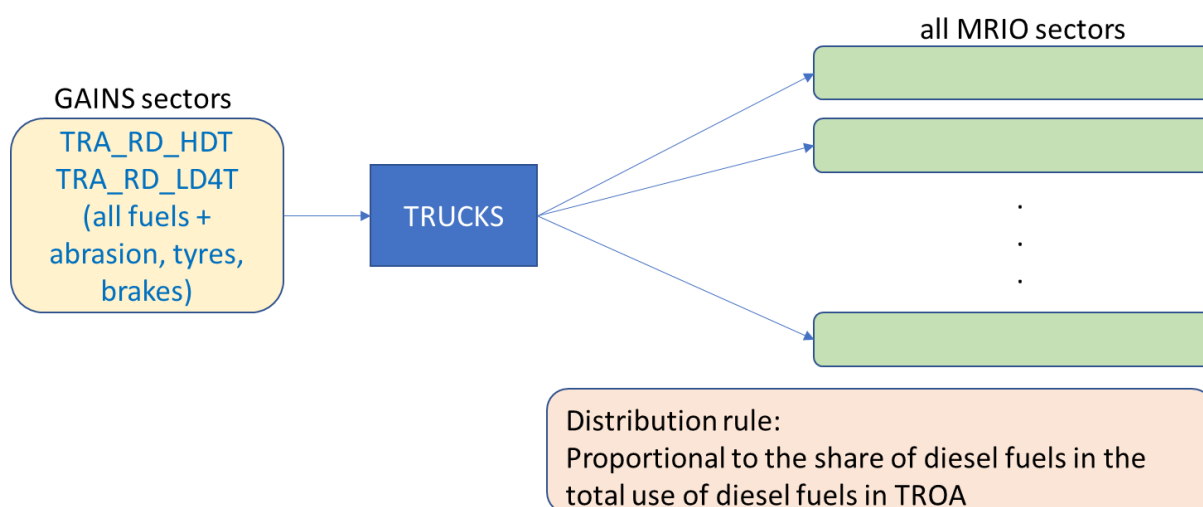 all MRIO sectors
GAINS sectors
TRA_RD_HDT
TRA_RD_LD4T
(all fuels +
abrasion, tyres,
brakes)
TRUCKS
.
.
.
Distribution rule:
Proportional to the share of diesel fuels in the
total use of diesel fuels in TROA